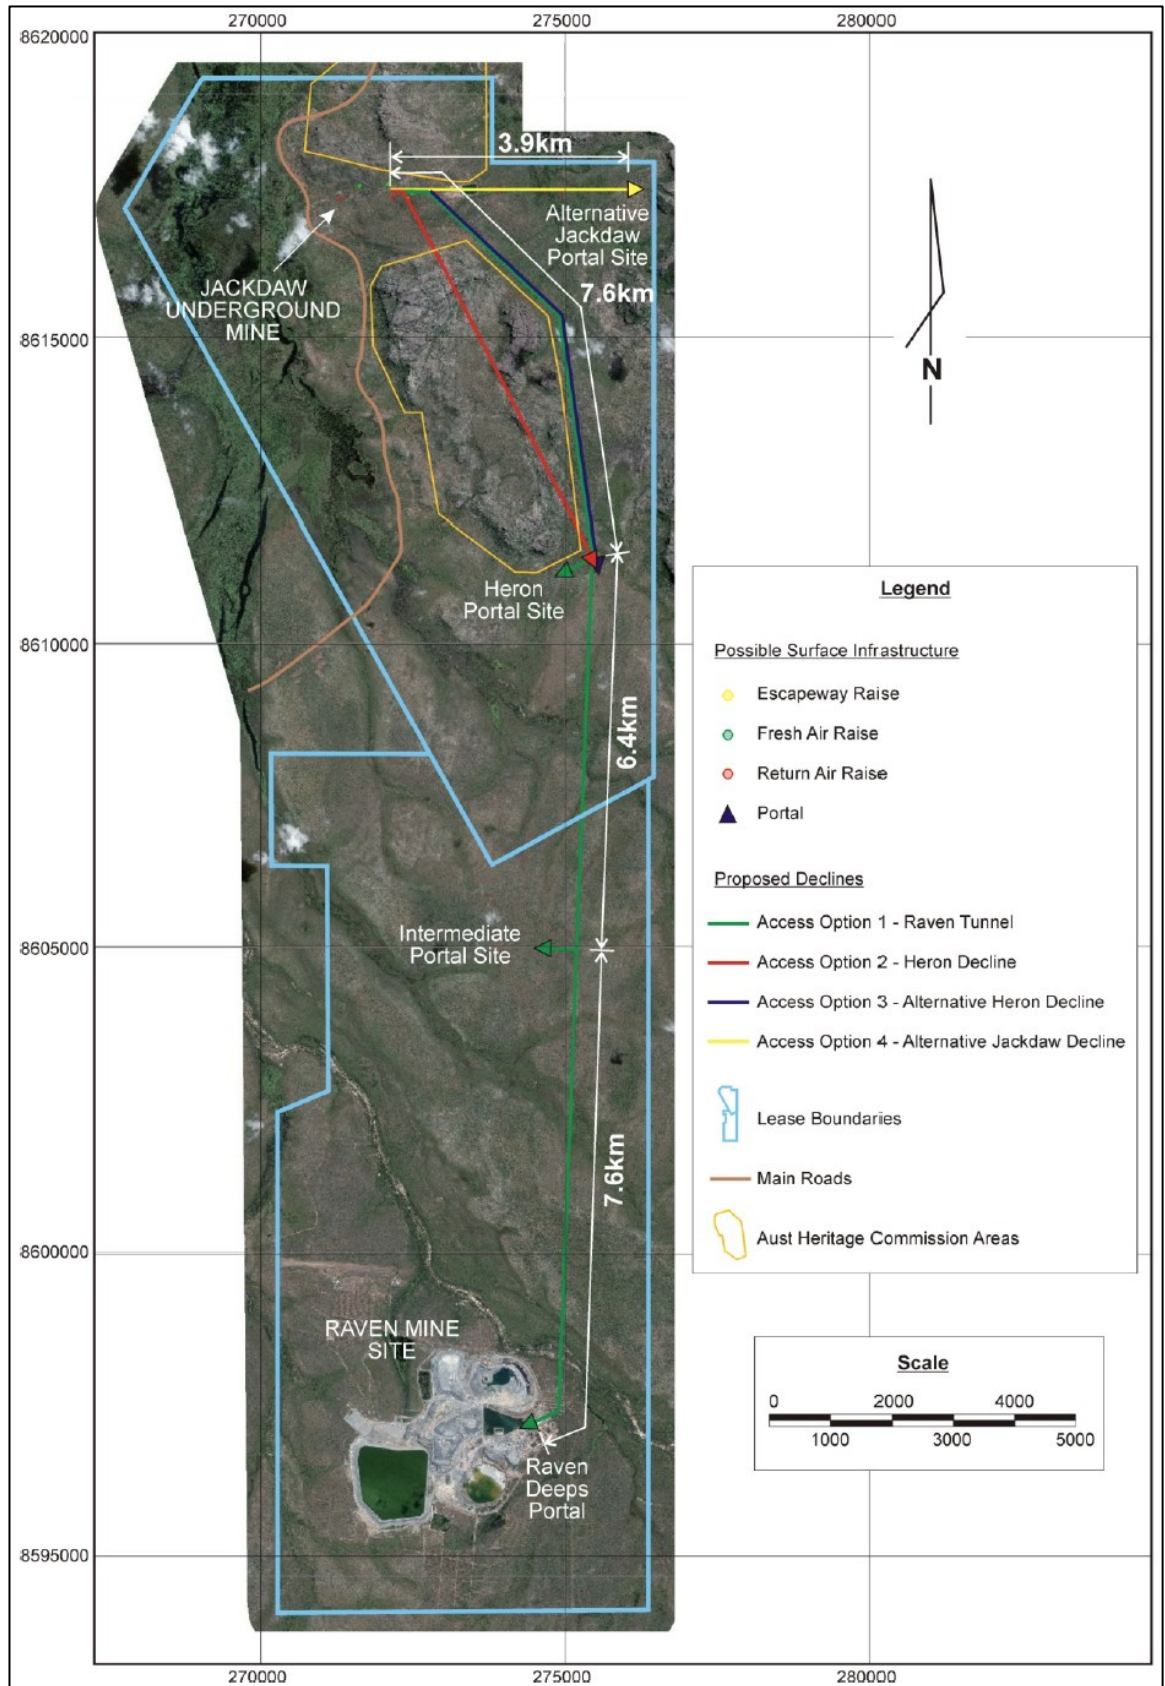 270000
275000
280000
8620000
3.9km
Alternative
Jackdaw
Portal Site
JACKDAW
UNDERGROUND
MINE
7.6km
8615000
N
Heron
Portal Site
8610000
6.4km
Intermediate
Portal Site
8605000
7.6km
8600000
RAVEN MINE
SITE
Raven
Deeps
Portal
8595000
270000
275000
280000
Legend
Possible Surface Infrastructure
Escapeway Raise
Fresh Air Raise
Return Air Raise
Portal
Proposed Declines
Access Option 1 - Raven Tunnel
Access Option 2 - Heron Decline
Access Option 3 - Alternative Heron Decline
Access Option 4 - Alternative Jackdaw Decline
Lease Boundaries
Main Roads
Aust Heritage Commission Areas
Scale
0 2000 4000
1000 3000 5000